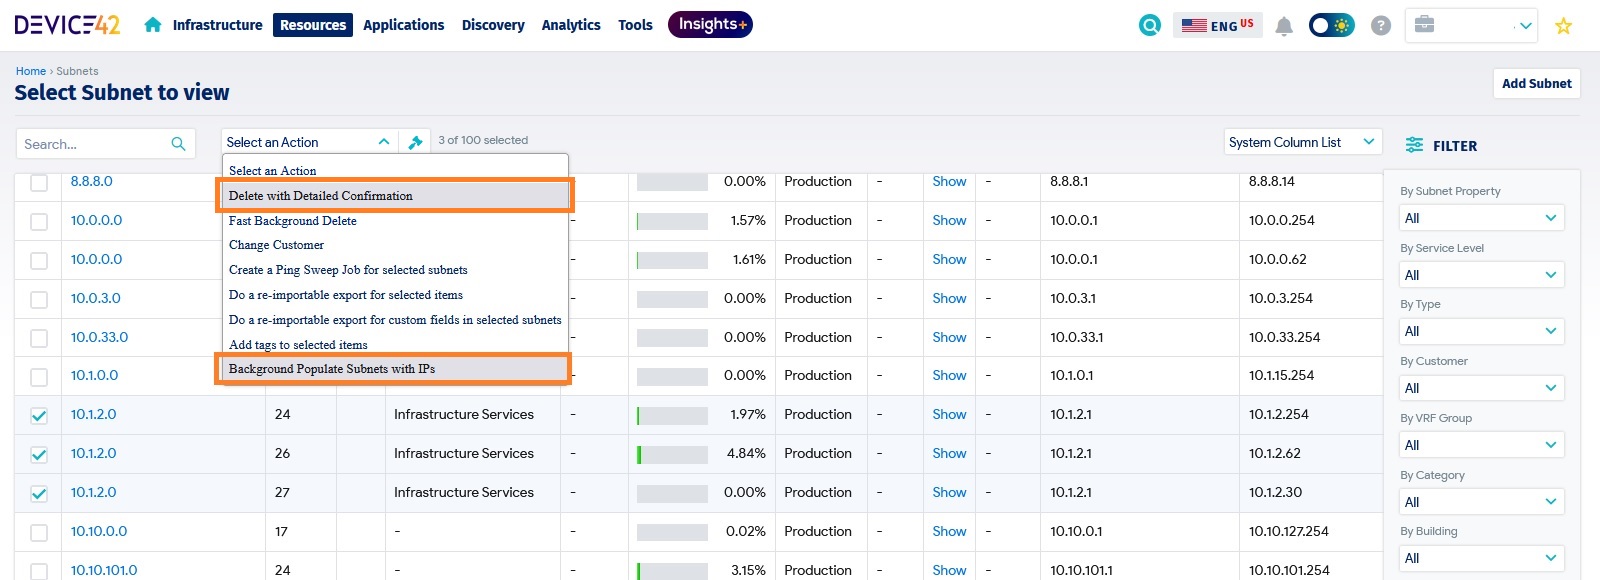 DEVICE42 Infrastructure Resources Applications Discovery Analytics Tools Insights+ ENG US ?
Home › Subnets
Select Subnet to view
Add Subnet
Search...
Select an Action
3 of 100 selected
System Column List
FILTER
Select an Action
Delete with Detailed Confirmation
Fast Background Delete
Change Customer
Create a Ping Sweep Job for selected subnets
Do a re-importable export for selected items
Do a re-importable export for custom fields in selected subnets
Add tags to selected items
Background Populate Subnets with IPs
8.8.8.0 0.00% Production - Show - 8.8.8.1 8.8.8.14
10.0.0.0 - 1.57% Production - Show - 10.0.0.1 10.0.0.254
10.0.0.0 - 1.61% Production - Show - 10.0.0.1 10.0.0.62
10.0.3.0 - 0.00% Production - Show - 10.0.3.1 10.0.3.254
10.0.33.0 - 0.00% Production - Show - 10.0.33.1 10.0.33.254
10.1.0.0 - 0.00% Production - Show - 10.1.0.1 10.1.15.254
10.1.2.0 24 Infrastructure Services - 1.97% Production - Show - 10.1.2.1 10.1.2.254
10.1.2.0 26 Infrastructure Services - 4.84% Production - Show - 10.1.2.1 10.1.2.62
10.1.2.0 27 Infrastructure Services - 0.00% Production - Show - 10.1.2.1 10.1.2.30
10.10.0.0 17 - - 0.02% Production - Show - 10.10.0.1 10.10.127.254
10.10.101.0 24 - - 3.15% Production - Show - 10.10.101.1 10.10.101.254
By Subnet Property
All
By Service Level
All
By Type
All
By Customer
All
By VRF Group
All
By Category
All
By Building
All